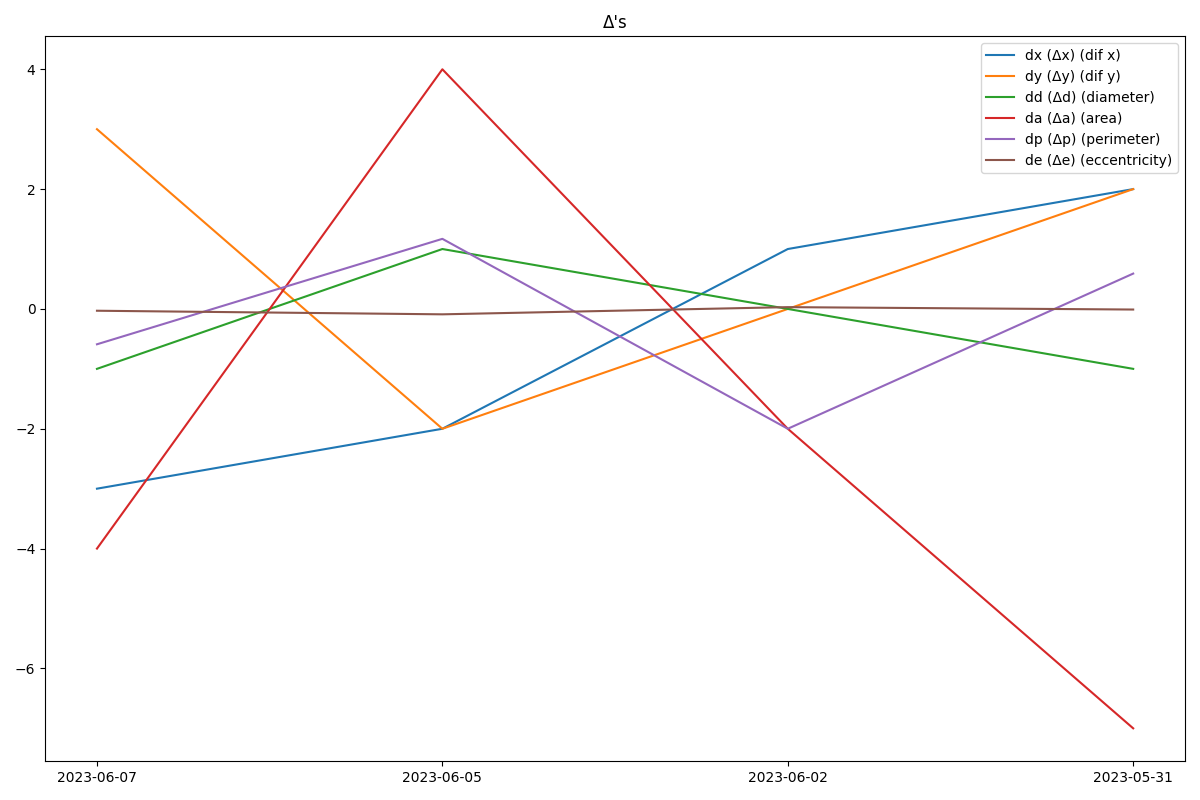 Δ's
dx (Δx) (dif x)
dy (Δy) (dif y)
dd (Δd) (diameter)
da (Δa) (area)
dp (Δp) (perimeter)
de (Δe) (eccentricity)
4
2
0
−2
−4
−6
2023-06-07 2023-06-05 2023-06-02 2023-05-31